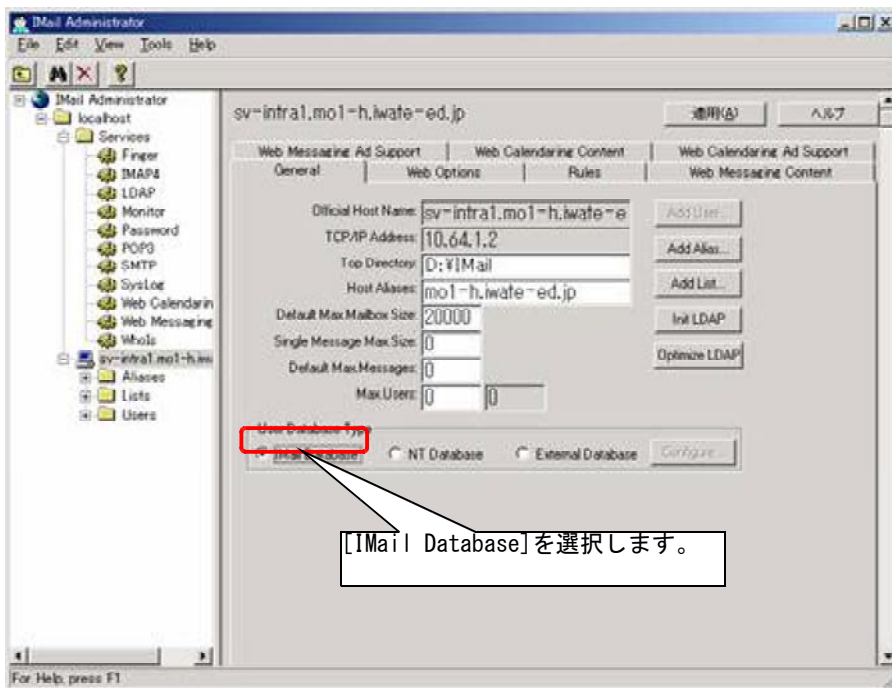 IMail Administrator
File Edit View Tools Help
IMail Administrator
localhost
Services
Finger
IMAP4
LDAP
Monitor
Password
POP3
SMTP
SysLog
Web Calendarin
Web Messaging
WhoIs
sv-intra1.mo1-h.iwa
Aliases
Lists
Users
sv-intra1.mo1-h.iwate-ed.jp
適用(A) ヘルプ
Web Messaging Ad Support Web Calendaring Content Web Calendaring Ad Support
General Web Options Rules Web Messaging Content
Official Host Name: sv-intra1.mo1-h.iwate-e Add User...
TCP/IP Address: 10.64.1.2
Add Alias...
Top Directory: D:¥IMail
Host Aliases: mo1-h.iwate-ed.jp Add List...
Default Max Mailbox Size: 20000 Init LDAP
Single Message Max Size: 0
Default Max Messages: 0 Optimize LDAP
Max Users: 0 0
User Database Type
IMail Database NT Database External Database Configure...
[IMail Database]を選択します。
For Help, press F1